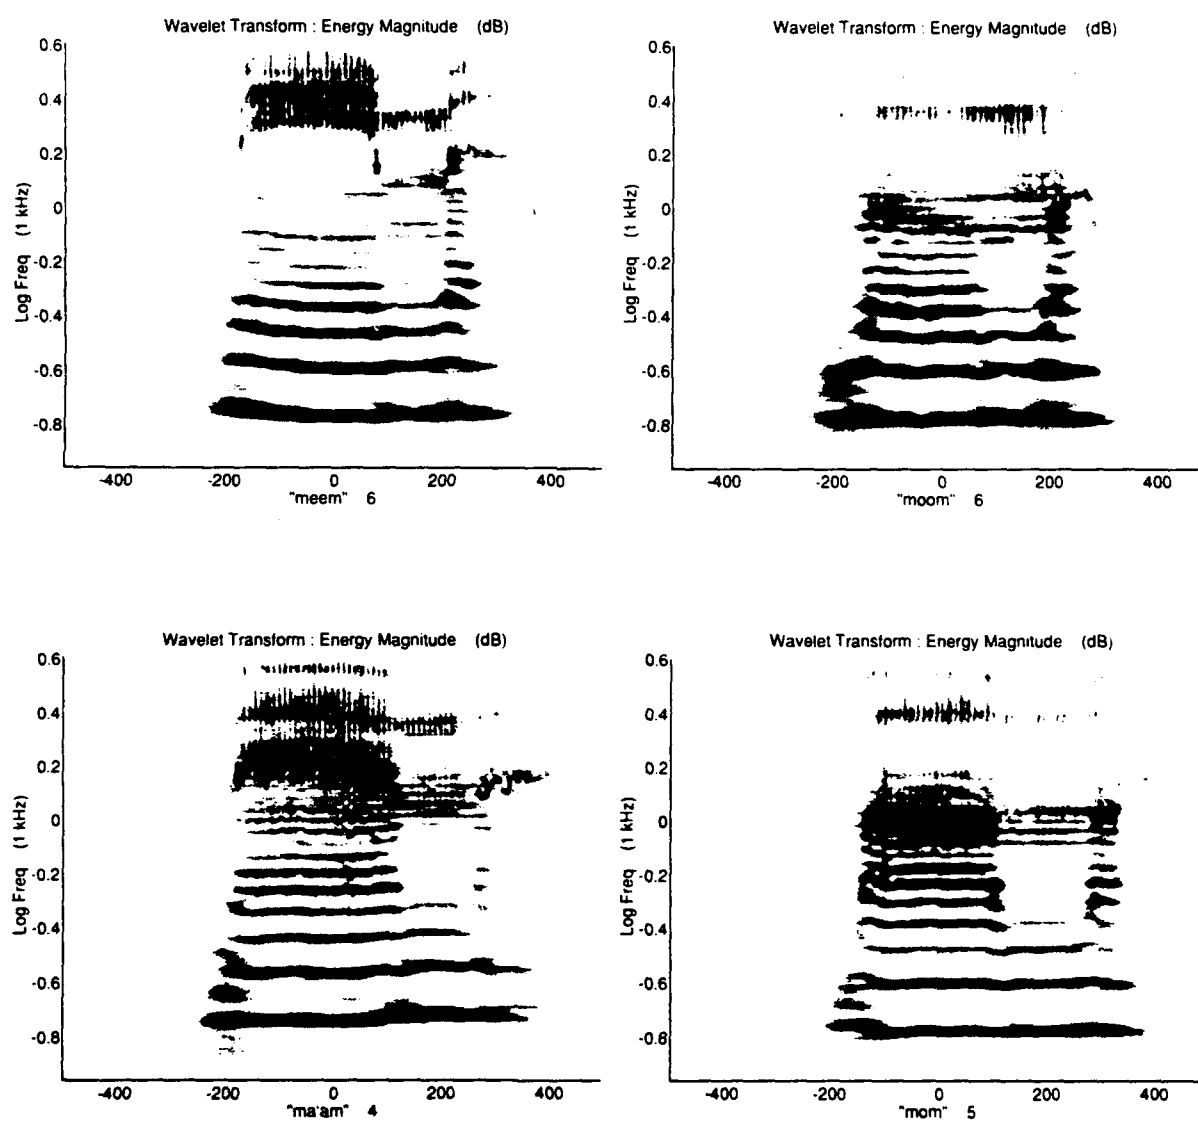 Wavelet Transform : Energy Magnitude (dB)
0.6
0.4
0.2
0
-0.2
-0.4
-0.6
-0.8
Log Freq (1 kHz)
-400 -200 0 200 400
"meem" 6
Wavelet Transform : Energy Magnitude (dB)
0.6
0.4
0.2
0
-0.2
-0.4
-0.6
-0.8
Log Freq (1 kHz)
-400 -200 0 200 400
"moom" 6
Wavelet Transform : Energy Magnitude (dB)
0.6
0.4
0.2
0
-0.2
-0.4
-0.6
-0.8
Log Freq (1 kHz)
-400 -200 0 200 400
"ma'am" 4
Wavelet Transform : Energy Magnitude (dB)
0.6
0.4
0.2
0
-0.2
-0.4
-0.6
-0.8
Log Freq (1 kHz)
-400 -200 0 200 400
"mom" 5